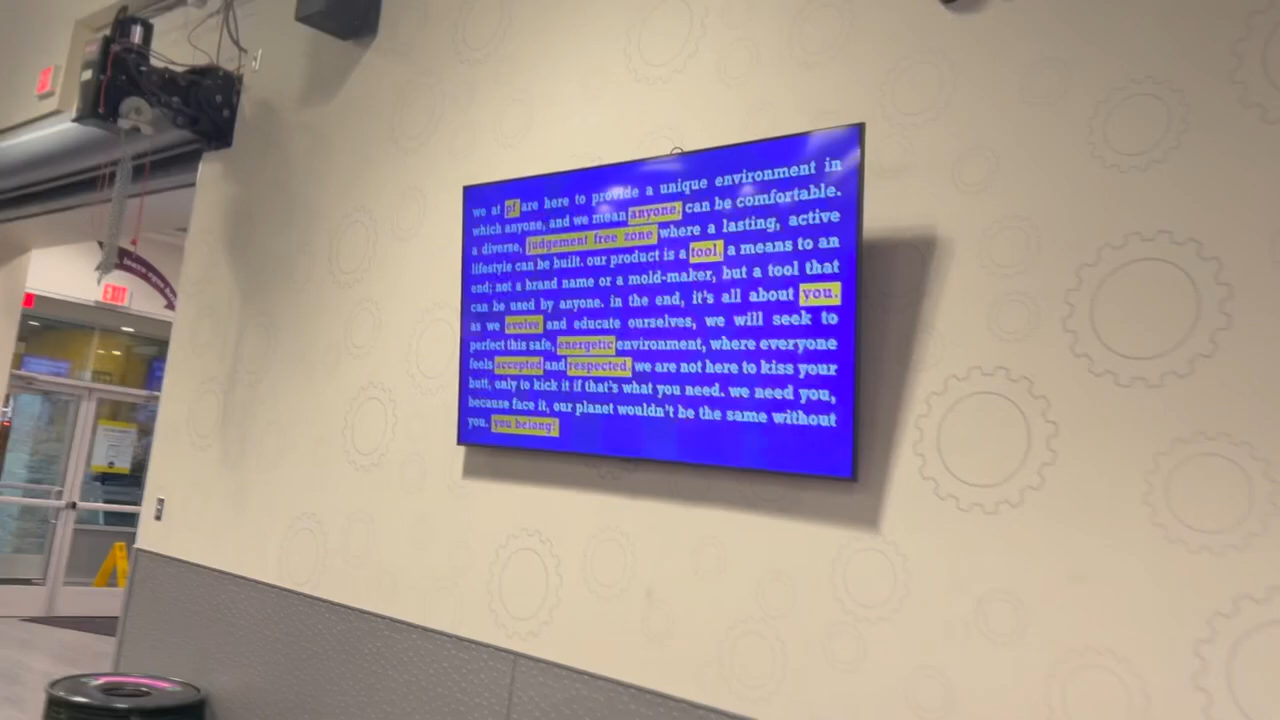 EXIT
we at pf are here to provide a unique environment in
which anyone, and we mean anyone, can be comfortable.
a diverse, judgement free zone where a lasting, active
lifestyle can be built. our product is a tool, a means to an
end; not a brand name or a mold-maker, but a tool that
can be used by anyone. in the end, it's all about you.
as we evolve and educate ourselves, we will seek to
perfect this safe, energetic environment, where everyone
feels accepted and respected. we are not here to kiss your
butt, only to kick it if that's what you need. we need you,
because face it, our planet wouldn't be the same without
you. you belong!
EXIT